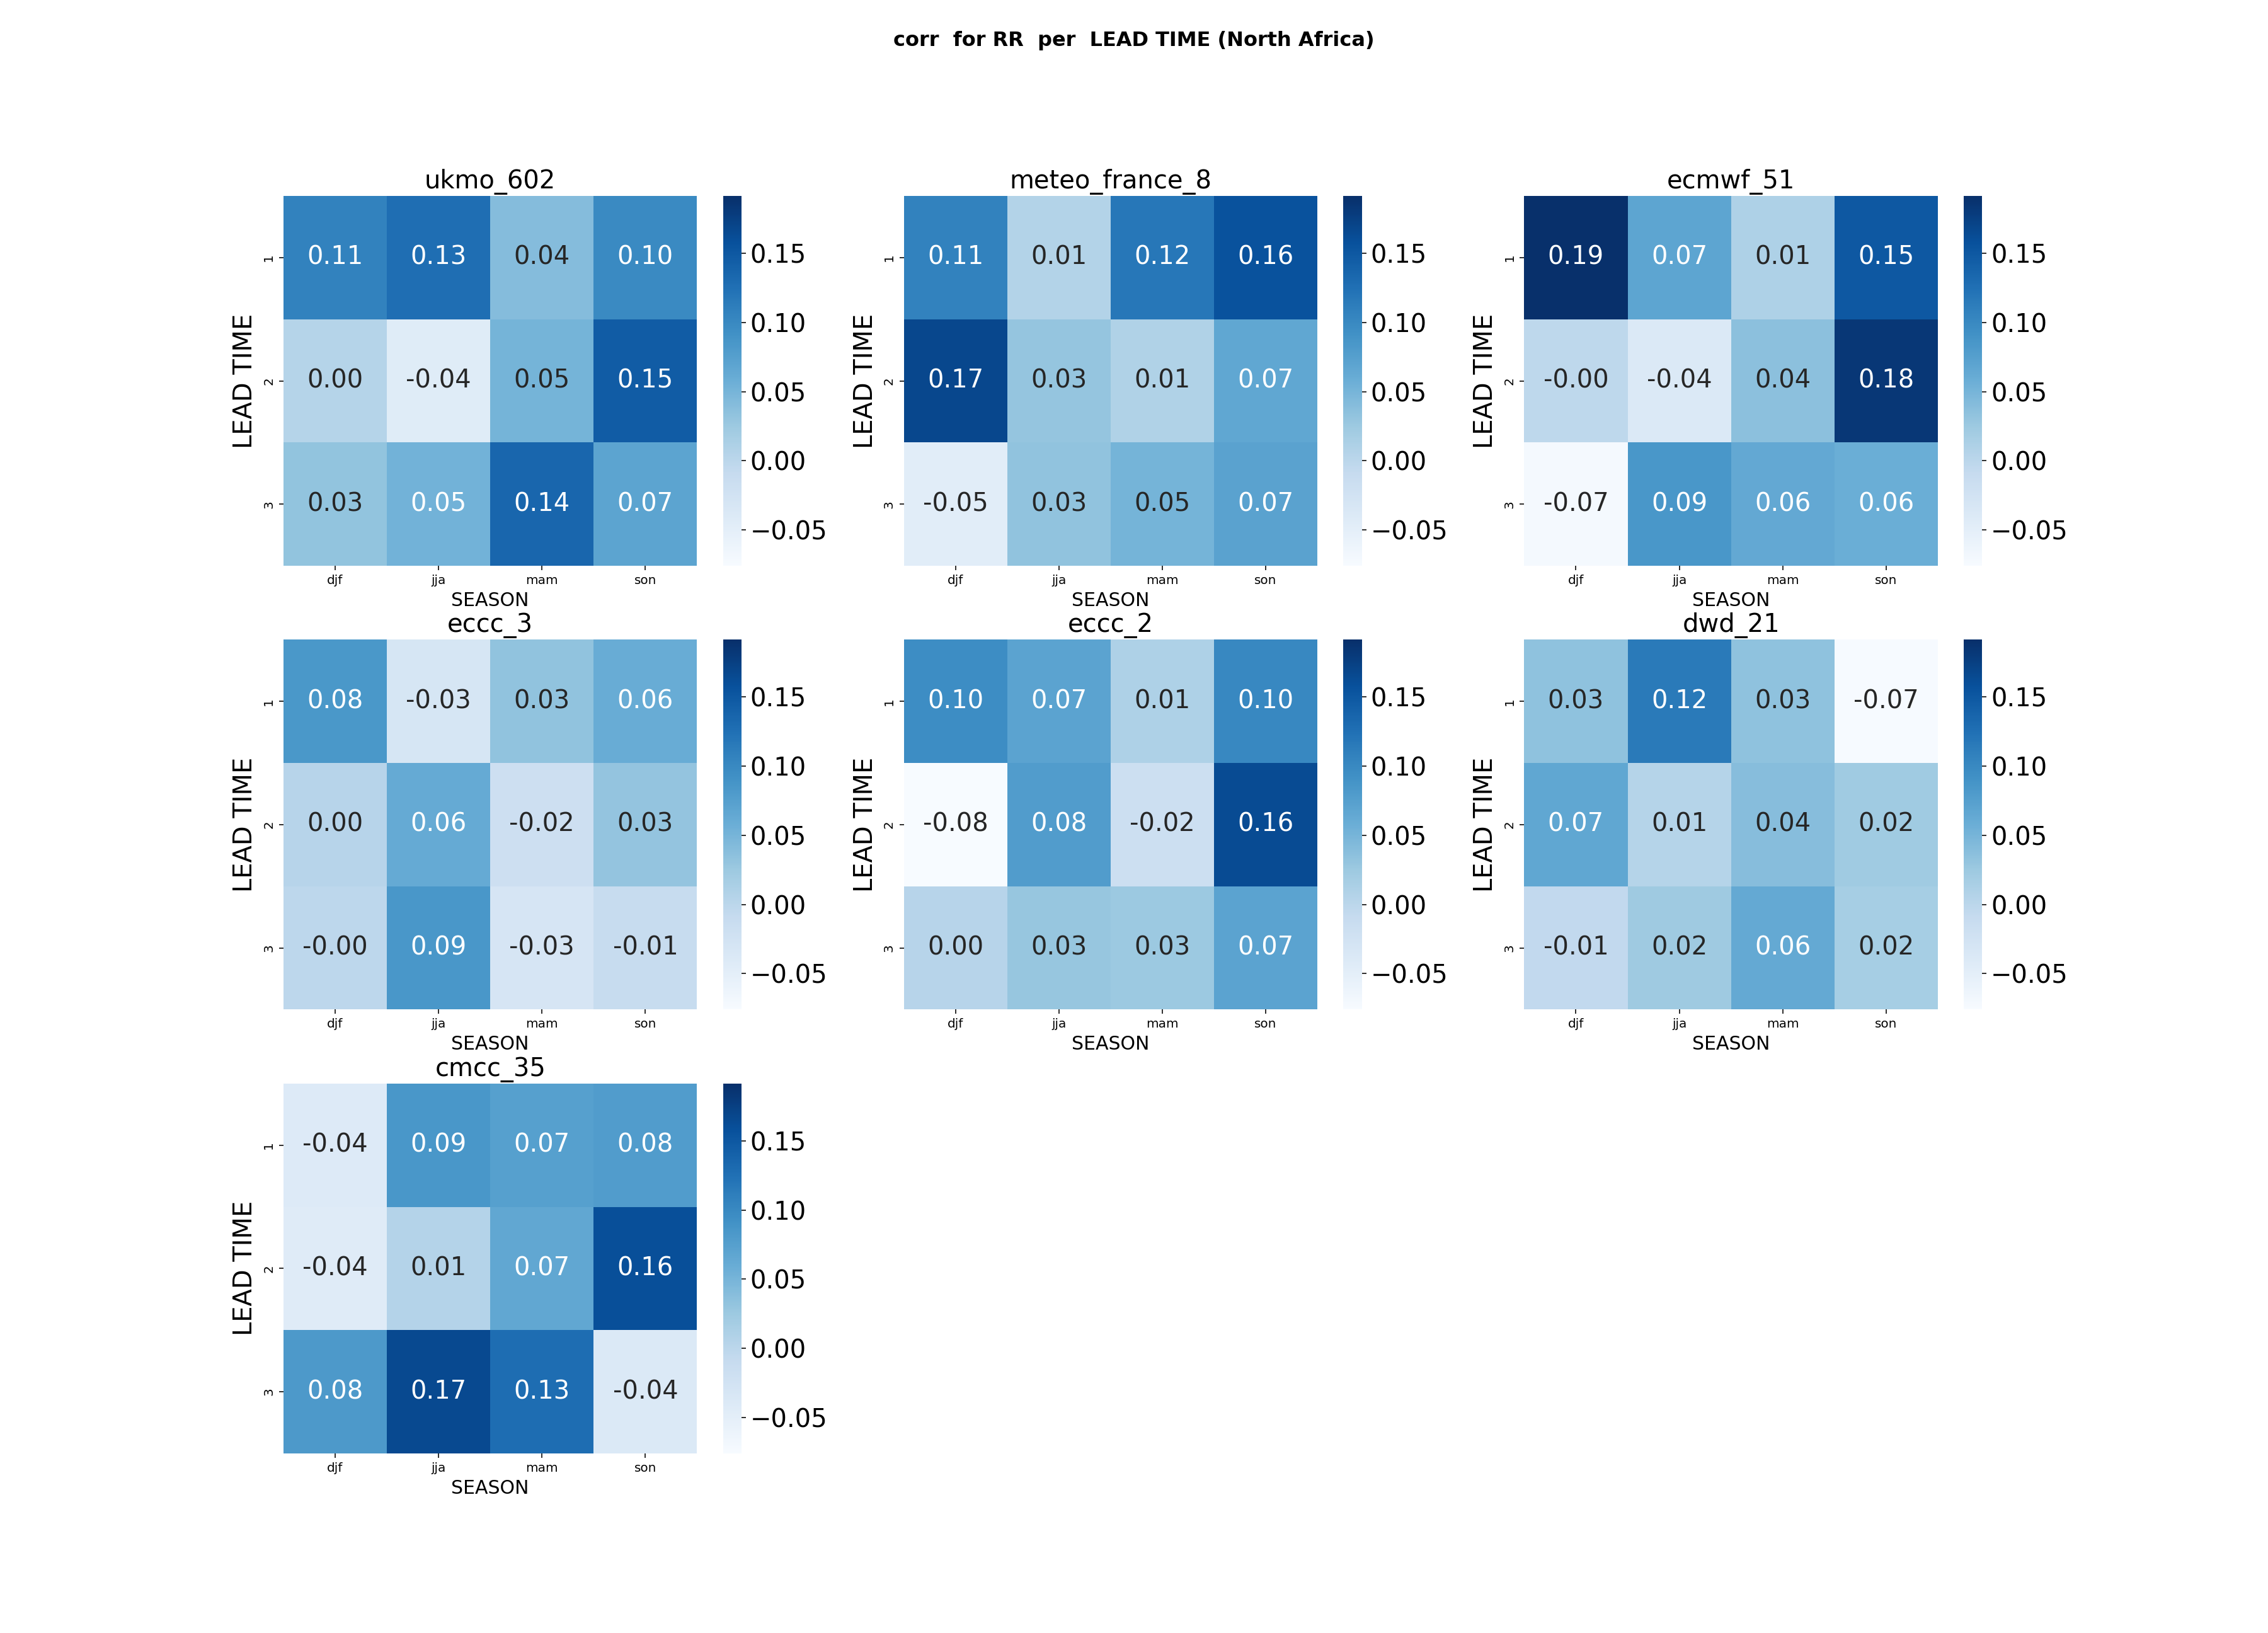 corr  for RR  per  LEAD TIME (North Africa)
ukmo_602
LEAD TIME
1 0.11 0.13 0.04 0.10
2 0.00 -0.04 0.05 0.15
3 0.03 0.05 0.14 0.07
djf jja mam son
SEASON
0.15
0.10
0.05
0.00
−0.05
meteo_france_8
LEAD TIME
1 0.11 0.01 0.12 0.16
2 0.17 0.03 0.01 0.07
3 -0.05 0.03 0.05 0.07
djf jja mam son
SEASON
0.15
0.10
0.05
0.00
−0.05
ecmwf_51
LEAD TIME
1 0.19 0.07 0.01 0.15
2 -0.00 -0.04 0.04 0.18
3 -0.07 0.09 0.06 0.06
djf jja mam son
SEASON
0.15
0.10
0.05
0.00
−0.05
eccc_3
LEAD TIME
1 0.08 -0.03 0.03 0.06
2 0.00 0.06 -0.02 0.03
3 -0.00 0.09 -0.03 -0.01
djf jja mam son
SEASON
0.15
0.10
0.05
0.00
−0.05
eccc_2
LEAD TIME
1 0.10 0.07 0.01 0.10
2 -0.08 0.08 -0.02 0.16
3 0.00 0.03 0.03 0.07
djf jja mam son
SEASON
0.15
0.10
0.05
0.00
−0.05
dwd_21
LEAD TIME
1 0.03 0.12 0.03 -0.07
2 0.07 0.01 0.04 0.02
3 -0.01 0.02 0.06 0.02
djf jja mam son
SEASON
0.15
0.10
0.05
0.00
−0.05
cmcc_35
LEAD TIME
1 -0.04 0.09 0.07 0.08
2 -0.04 0.01 0.07 0.16
3 0.08 0.17 0.13 -0.04
djf jja mam son
SEASON
0.15
0.10
0.05
0.00
−0.05